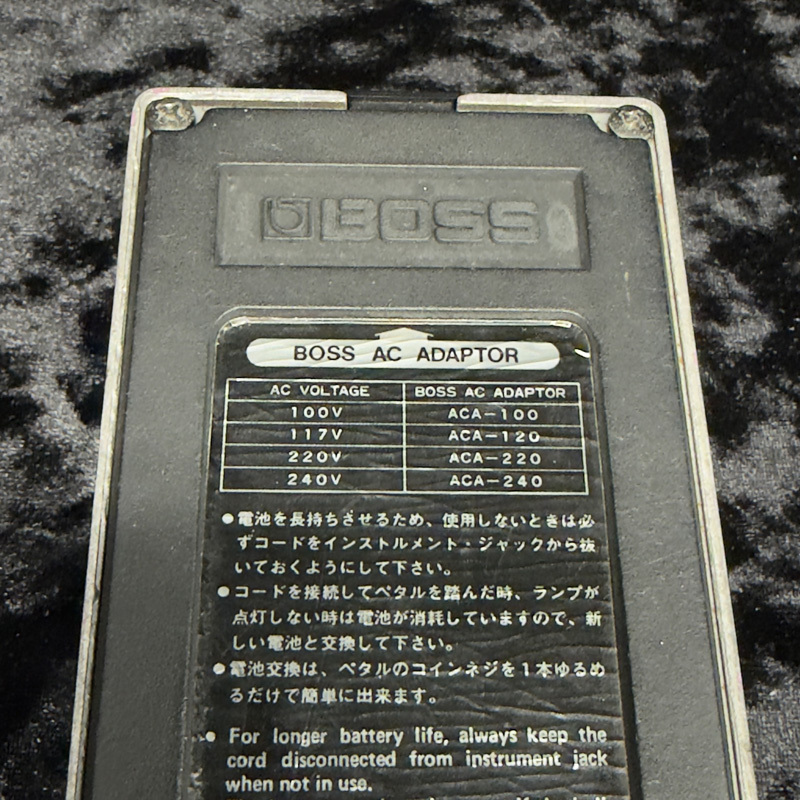 BOSS
BOSS AC ADAPTOR
AC VOLTAGE BOSS AC ADAPTOR
100V ACA-100
117V ACA-120
220V ACA-220
240V ACA-240
●電池を長持ちさせるため、使用しないときは必
ずコードをインストルメント・ジャックから抜
いておくようにして下さい。
●コードを接続してペタルを踏んだ時、ランプが
点灯しない時は電池が消耗していますので、新
しい電池と交換して下さい。
●電池交換は、ペタルのコインネジを1本ゆるめ
るだけで簡単に出来ます。
● For longer battery life, always keep the
cord disconnected from instrument jack
when not in use.